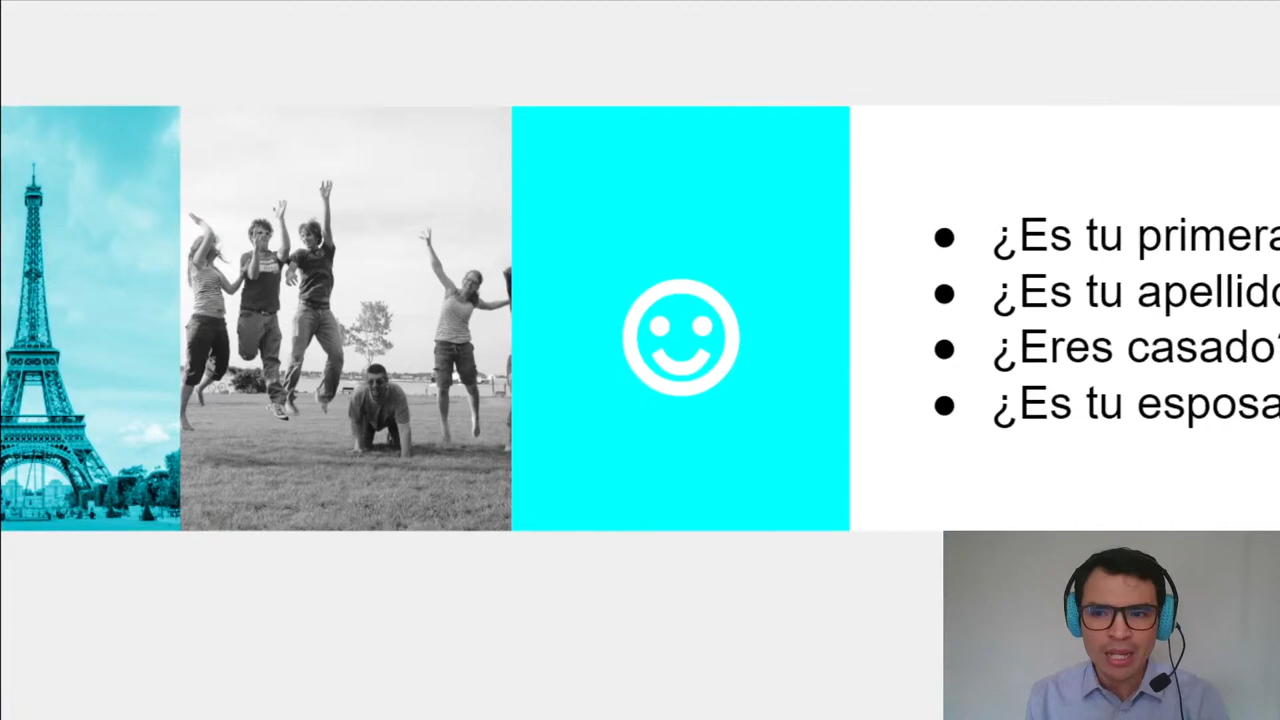 ¿Es tu primera
¿Es tu apellido
¿Eres casado?
¿Es tu esposa